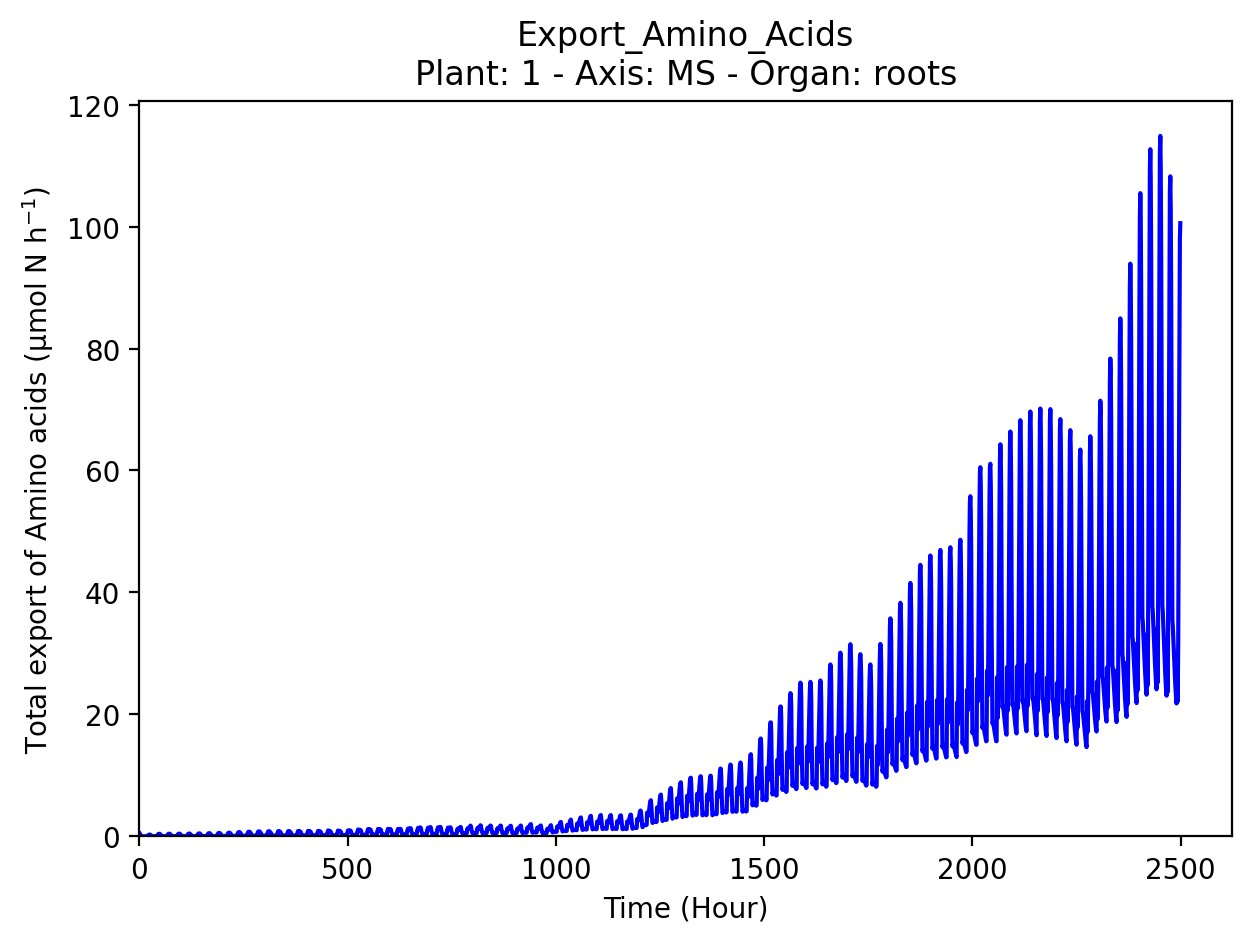 Export_Amino_Acids
Plant: 1 - Axis: MS - Organ: roots
Total export of Amino acids (µmol N h⁻¹)
120
100
80
60
40
20
0
0 500 1000 1500 2000 2500
Time (Hour)